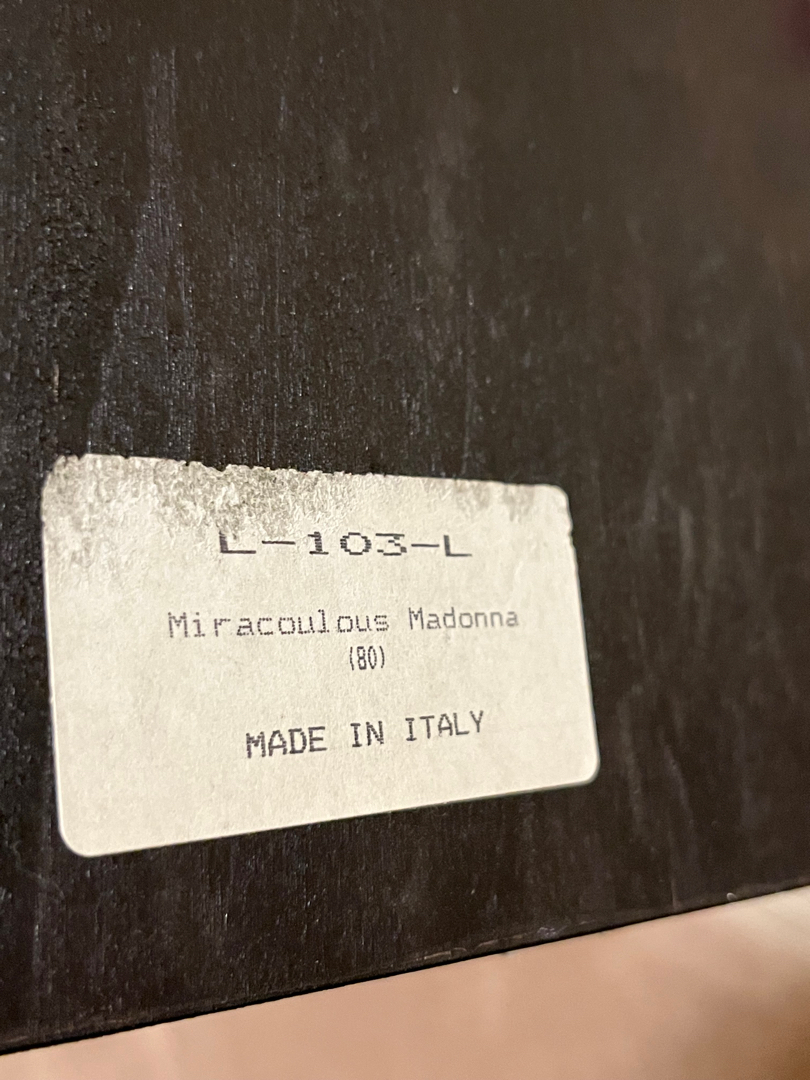 L-103-L
Miracoulous Madonna
(80)
MADE IN ITALY